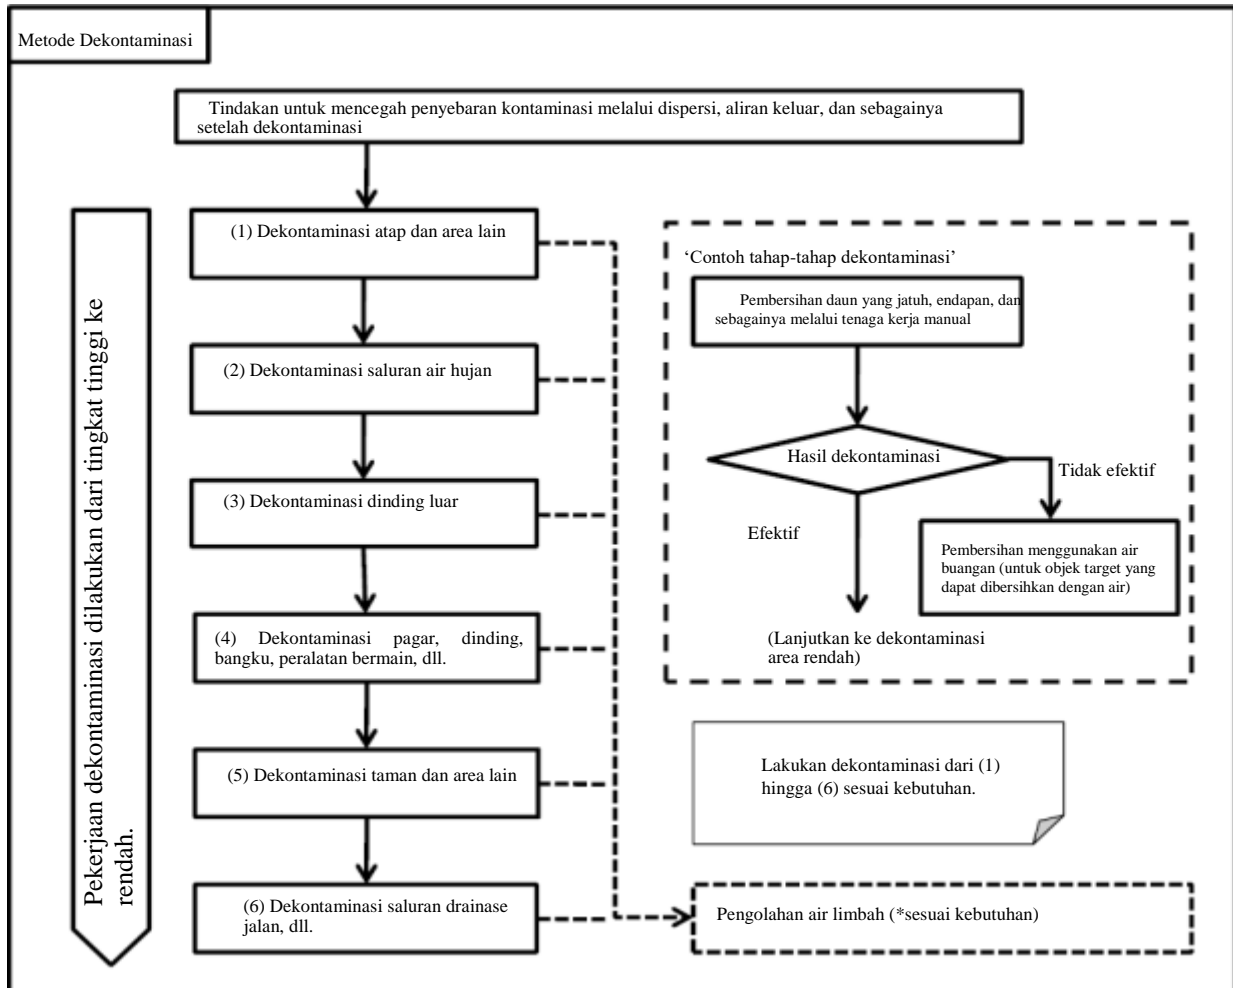 Metode Dekontaminasi
Tindakan untuk mencegah penyebaran kontaminasi melalui dispersi, aliran keluar, dan sebagainya
setelah dekontaminasi
Pekerjaan dekontaminasi dilakukan dari tingkat tinggi ke
rendah.
(1) Dekontaminasi atap dan area lain
(2) Dekontaminasi saluran air hujan
(3) Dekontaminasi dinding luar
(4) Dekontaminasi pagar, dinding,
bangku, peralatan bermain, dll.
(5) Dekontaminasi taman dan area lain
(6) Dekontaminasi saluran drainase
jalan, dll.
‘Contoh tahap-tahap dekontaminasi’
Pembersihan daun yang jatuh, endapan, dan
sebagainya melalui tenaga kerja manual
Hasil dekontaminasi
Tidak efektif
Efektif
Pembersihan menggunakan air
buangan (untuk objek target yang
dapat dibersihkan dengan air)
(Lanjutkan ke dekontaminasi
area rendah)
Lakukan dekontaminasi dari (1)
hingga (6) sesuai kebutuhan.
Pengolahan air limbah (*sesuai kebutuhan)